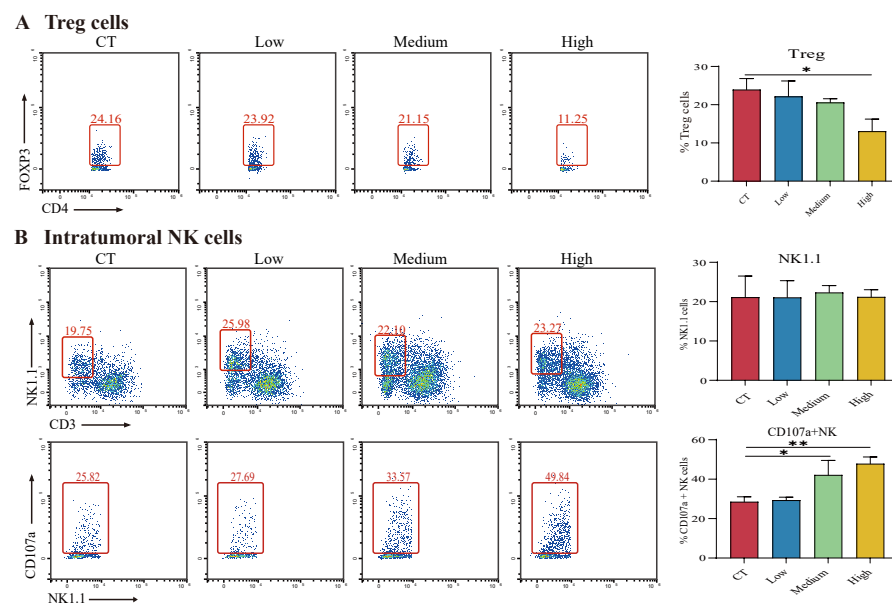 A Treg cells
CT Low Medium High
24.16 23.92 21.15 11.25
FOXP3
CD4
Treg
*
% Treg cells
30
20
10
0
CT Low Medium High
B Intratumoral NK cells
CT Low Medium High
19.75 25.98 22.10 23.27
NK1.1
CD3
NK1.1
% NK1.1 cells
30
20
10
0
CT Low Medium High
25.82 27.69 33.57 49.84
CD107a
NK1.1
CD107a+NK
**
*
% CD107a + NK cells
60
40
20
0
CT Low Medium High